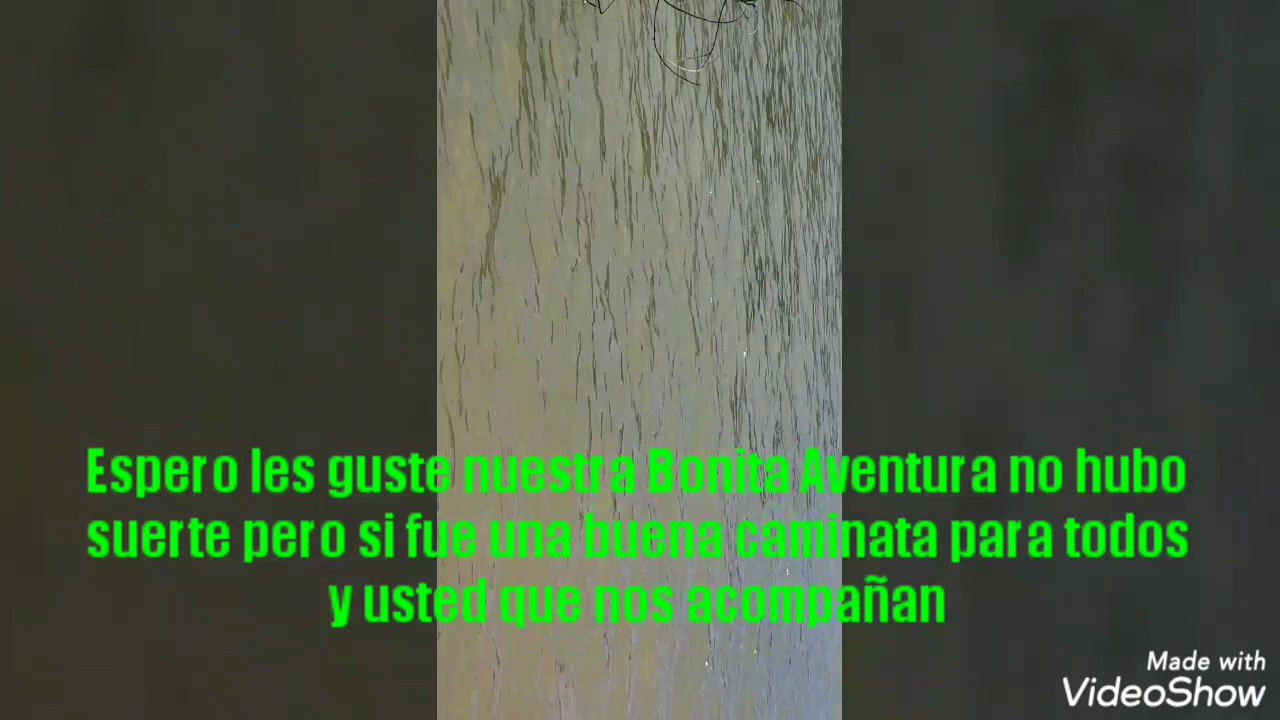 Espero les guste nuestra Bonita Aventura no hubo
suerte pero si fue una buena caminata para todos
y usted que nos acompañan
Made with
VideoShow